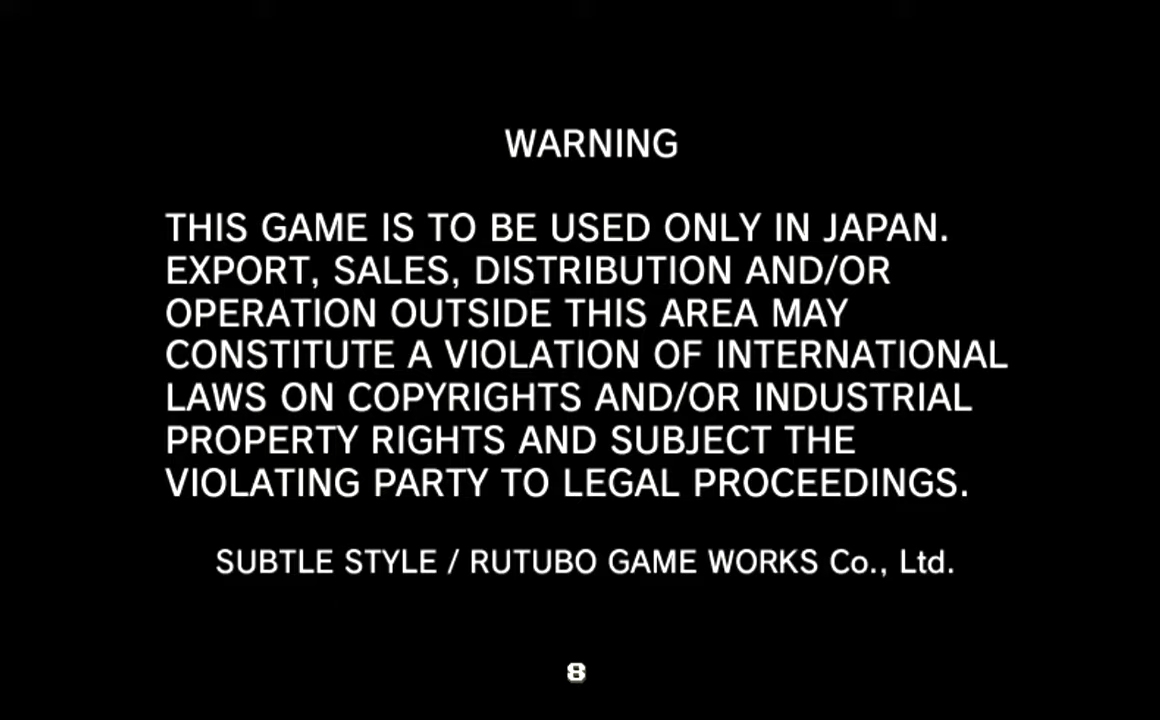 WARNING
THIS GAME IS TO BE USED ONLY IN JAPAN.
EXPORT, SALES, DISTRIBUTION AND/OR
OPERATION OUTSIDE THIS AREA MAY
CONSTITUTE A VIOLATION OF INTERNATIONAL
LAWS ON COPYRIGHTS AND/OR INDUSTRIAL
PROPERTY RIGHTS AND SUBJECT THE
VIOLATING PARTY TO LEGAL PROCEEDINGS.
SUBTLE STYLE / RUTUBO GAME WORKS Co., Ltd.
8